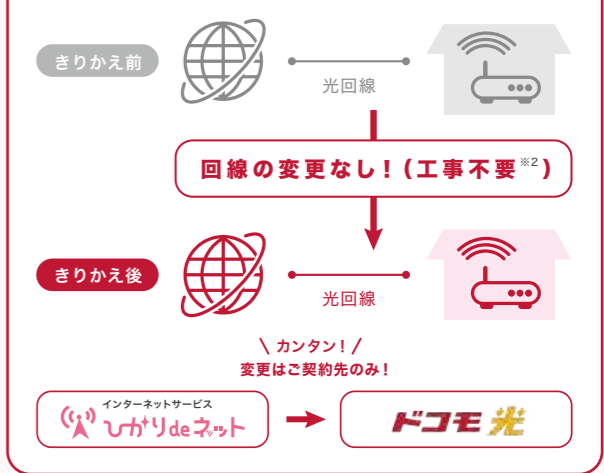 きりかえ前
光回線
回線の変更なし！(工事不要※2)
きりかえ後
光回線
カンタン！
変更はご契約先のみ！
インターネットサービス
ひかりdeネット
ドコモ光